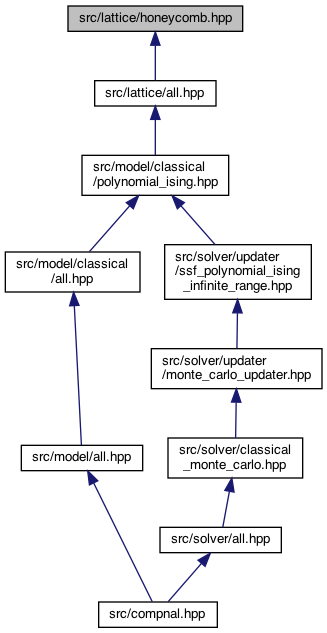 src/lattice/honeycomb.hpp
src/lattice/all.hpp
src/model/classical
/polynomial_ising.hpp
src/model/classical
/all.hpp
src/solver/updater
/ssf_polynomial_ising
_infinite_range.hpp
src/solver/updater
/monte_carlo_updater.hpp
src/model/all.hpp
src/solver/classical
_monte_carlo.hpp
src/solver/all.hpp
src/compnal.hpp